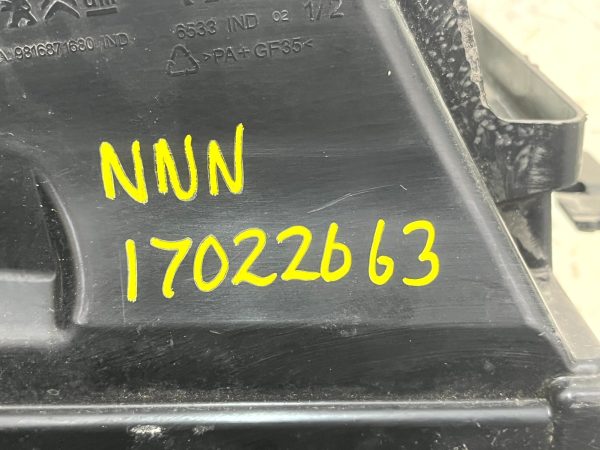 6533 IND 02 1/2
9816871680 IND
>PA+GF35<
NNN
17022663